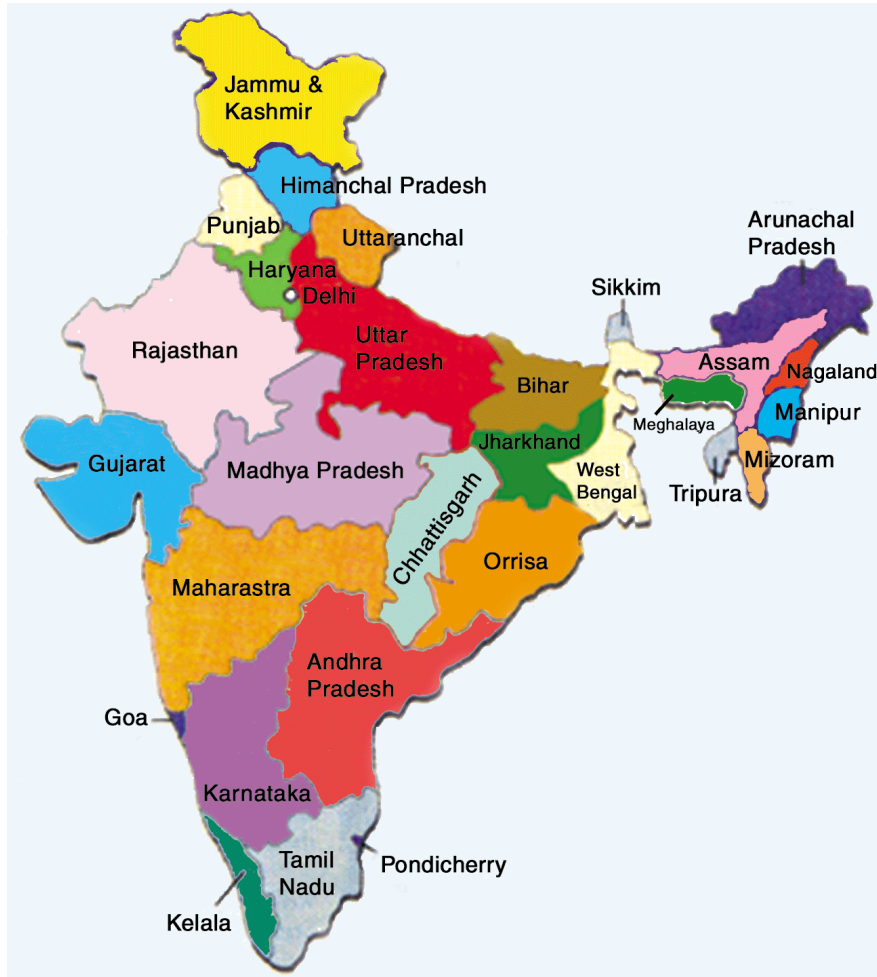 Jammu &
Kashmir
Himanchal Pradesh
Punjab
Uttaranchal
Arunachal
Pradesh
Haryana
Delhi
Sikkim
Uttar
Pradesh
Rajasthan
Assam
Nagaland
Bihar
Manipur
Meghalaya
Jharkhand
Gujarat
Madhya Pradesh
West
Bengal
Mizoram
Tripura
Chhattisgarh
Orrisa
Maharastra
Andhra
Pradesh
Goa
Karnataka
Tamil
Nadu
Pondicherry
Kelala